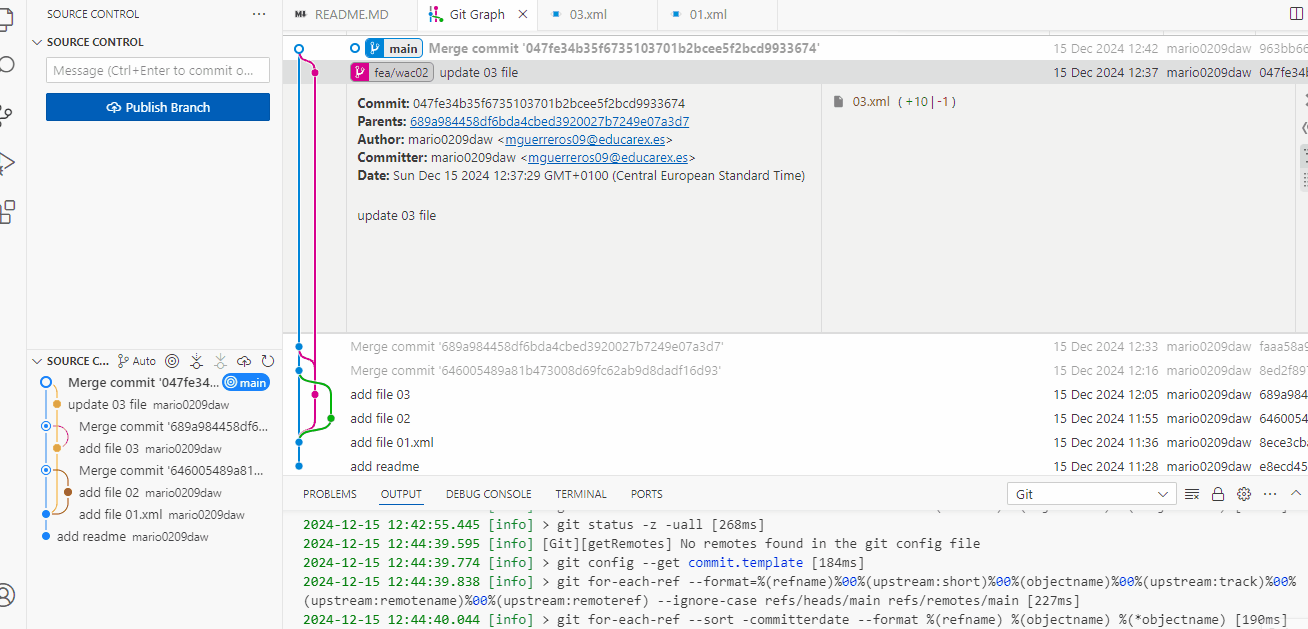 SOURCE CONTROL
SOURCE CONTROL
Message (Ctrl+Enter to commit o...
Publish Branch
SOURCE C... Auto
Merge commit '047fe34... main
update 03 file mario0209daw
Merge commit '689a984458df6...
add file 03 mario0209daw
Merge commit '646005489a81...
add file 02 mario0209daw
add file 01.xml mario0209daw
add readme mario0209daw
README.MD Git Graph 03.xml 01.xml
main Merge commit '047fe34b35f6735103701b2bcee5f2bcd9933674' 15 Dec 2024 12:42 mario0209daw 963bb66
fea/wac02 update 03 file 15 Dec 2024 12:37 mario0209daw 047fe34b
Commit: 047fe34b35f6735103701b2bcee5f2bcd9933674
Parents: 689a984458df6bda4cbed3920027b7249e07a3d7
Author: mario0209daw <mguerreros09@educarex.es>
Committer: mario0209daw <mguerreros09@educarex.es>
Date: Sun Dec 15 2024 12:37:29 GMT+0100 (Central European Standard Time)
update 03 file
03.xml ( +10 | -1 )
Merge commit '689a984458df6bda4cbed3920027b7249e07a3d7' 15 Dec 2024 12:33 mario0209daw faaa58a9
Merge commit '646005489a81b473008d69fc62ab9d8dadf16d93' 15 Dec 2024 12:16 mario0209daw 8ed2f897
add file 03 15 Dec 2024 12:05 mario0209daw 689a984
add file 02 15 Dec 2024 11:55 mario0209daw 6460054
add file 01.xml 15 Dec 2024 11:36 mario0209daw 8ece3cb
add readme 15 Dec 2024 11:28 mario0209daw e8ecd45
PROBLEMS OUTPUT DEBUG CONSOLE TERMINAL PORTS Git
2024-12-15 12:42:55.445 [info] > git status -z -uall [268ms]
2024-12-15 12:44:39.595 [info] [Git][getRemotes] No remotes found in the git config file
2024-12-15 12:44:39.774 [info] > git config --get commit.template [184ms]
2024-12-15 12:44:39.838 [info] > git for-each-ref --format=%(refname)%00%(upstream:short)%00%(objectname)%00%(upstream:track)%00%
(upstream:remotename)%00%(upstream:remoteref) --ignore-case refs/heads/main refs/remotes/main [227ms]
2024-12-15 12:44:40.044 [info] > git for-each-ref --sort -committerdate --format %(refname) %(objectname) %(*objectname) [190ms]